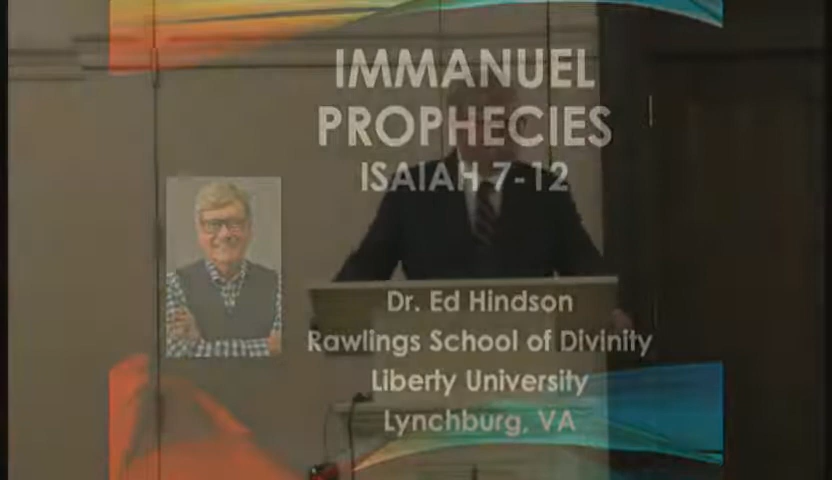 IMMANUEL
PROPHECIES
ISAIAH 7-12
Dr. Ed Hindson
Rawlings School of Divinity
Liberty University
Lynchburg, VA